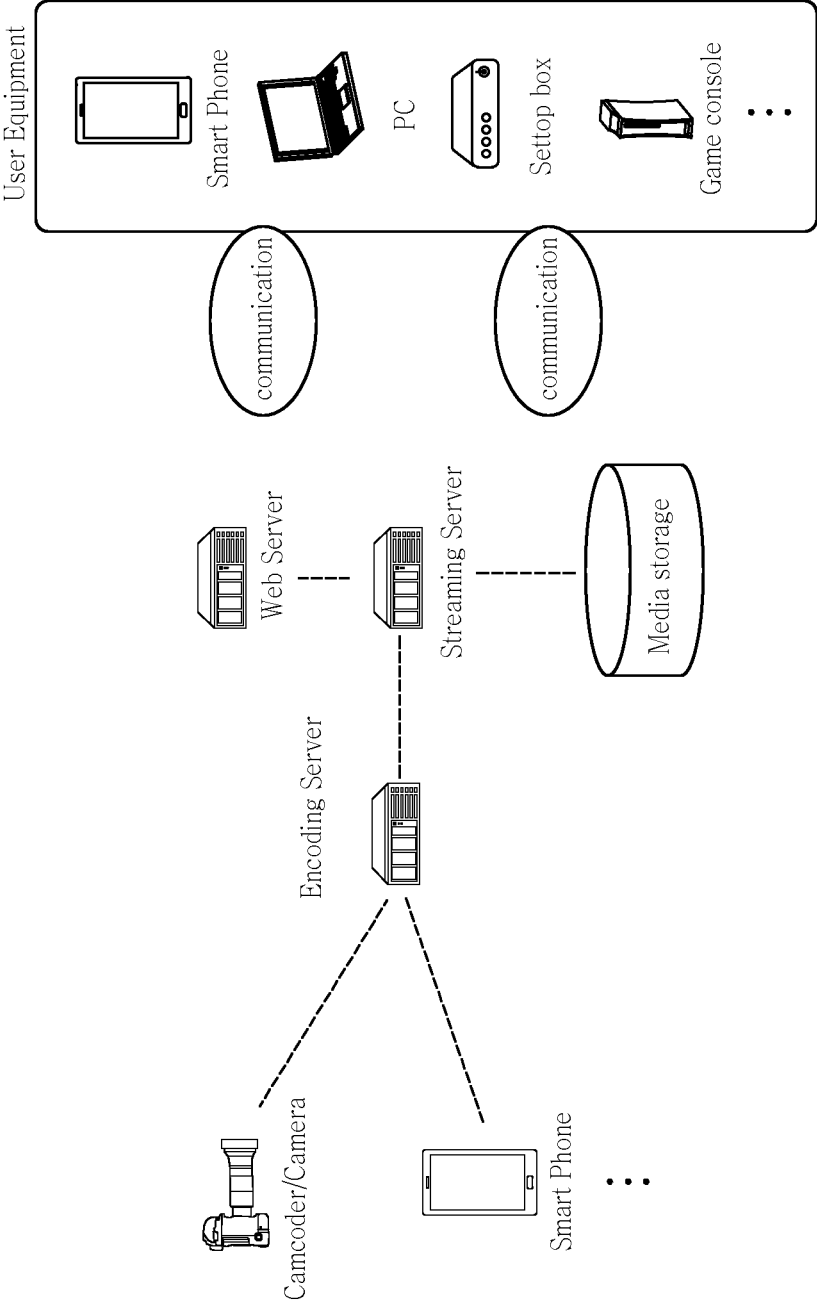 User Equipment
Smart Phone
PC
Settop box
Game console
communication
communication
Web Server
Streaming Server
Media storage
Encoding Server
Camcoder/Camera
Smart Phone